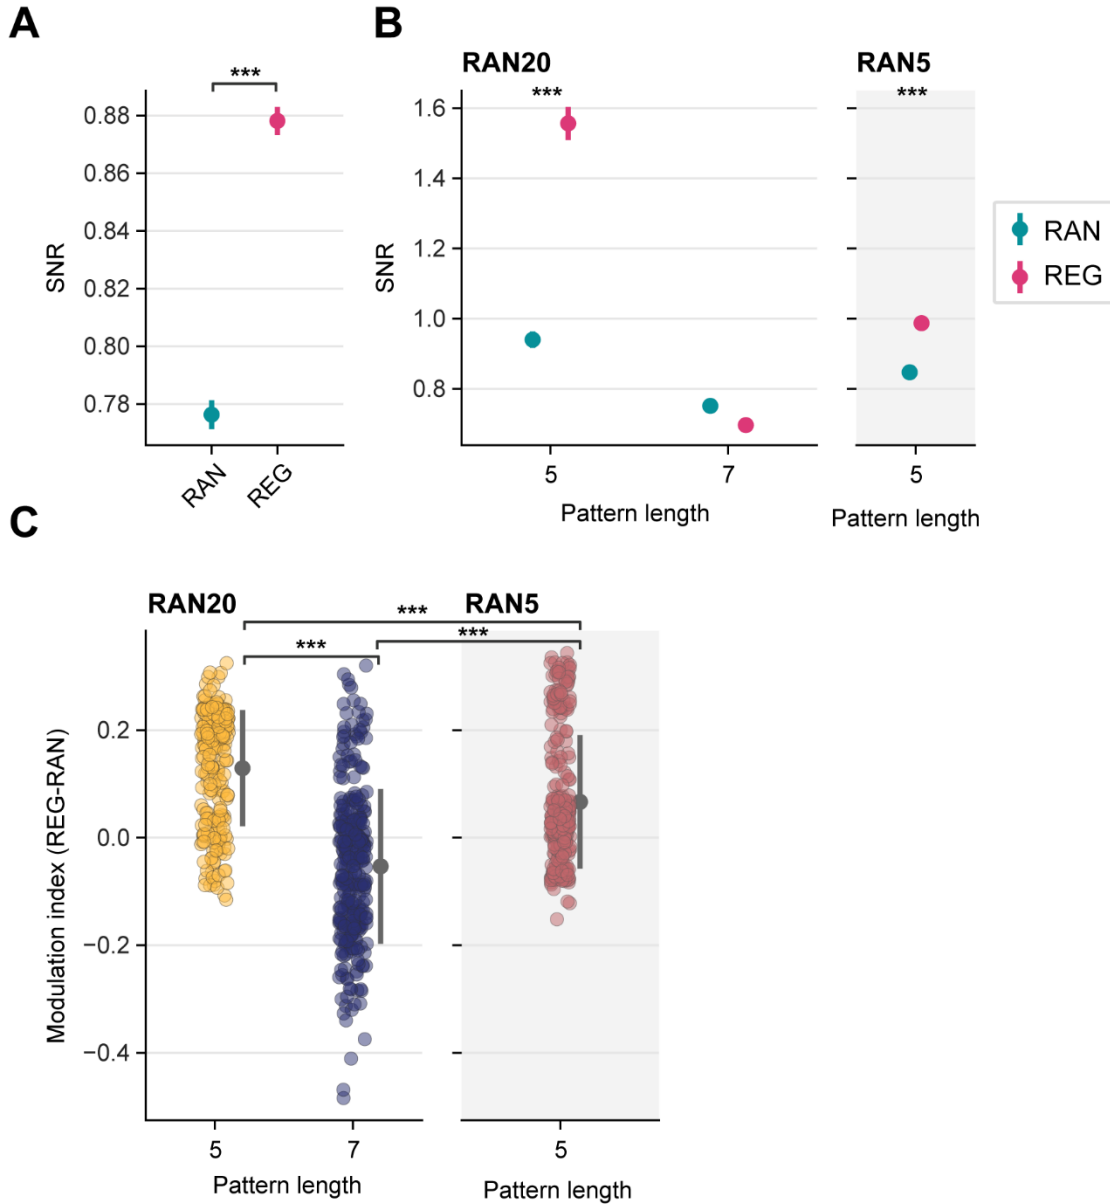 A
***
SNR
0.88
0.86
0.84
0.82
0.80
0.78
RAN
REG
B
RAN20
***
SNR
1.6
1.4
1.2
1.0
0.8
5
7
Pattern length
RAN5
***
5
Pattern length
RAN
REG
C
RAN20
RAN5
***
***
***
Modulation index (REG-RAN)
0.2
0.0
−0.2
−0.4
5
7
Pattern length
5
Pattern length